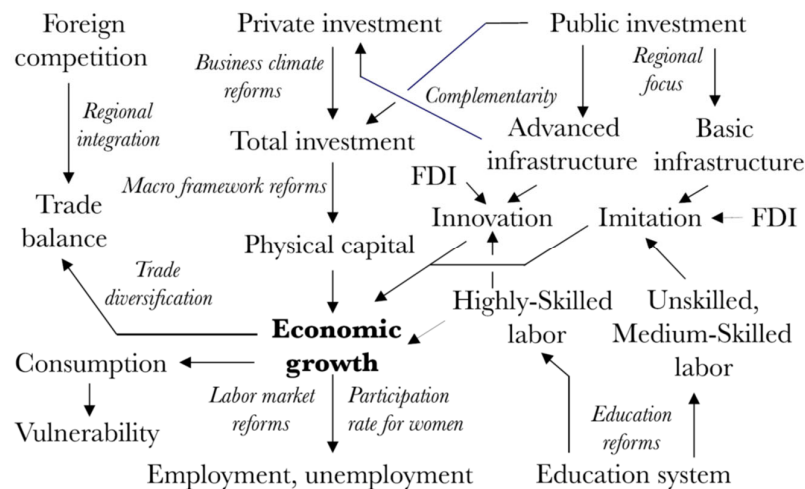 Foreign
competition
Private investment
Public investment
Business climate
reforms
Regional
focus
Regional
integration
Complementarity
Total investment
Advanced
infrastructure
Basic
infrastructure
FDI
Macro framework reforms
Trade
balance
Innovation
Imitation
FDI
Physical capital
Trade
diversification
Highly-Skilled
labor
Unskilled,
Medium-Skilled
labor
Economic
growth
Consumption
Labor market
reforms
Participation
rate for women
Education
reforms
Vulnerability
Employment, unemployment
Education system